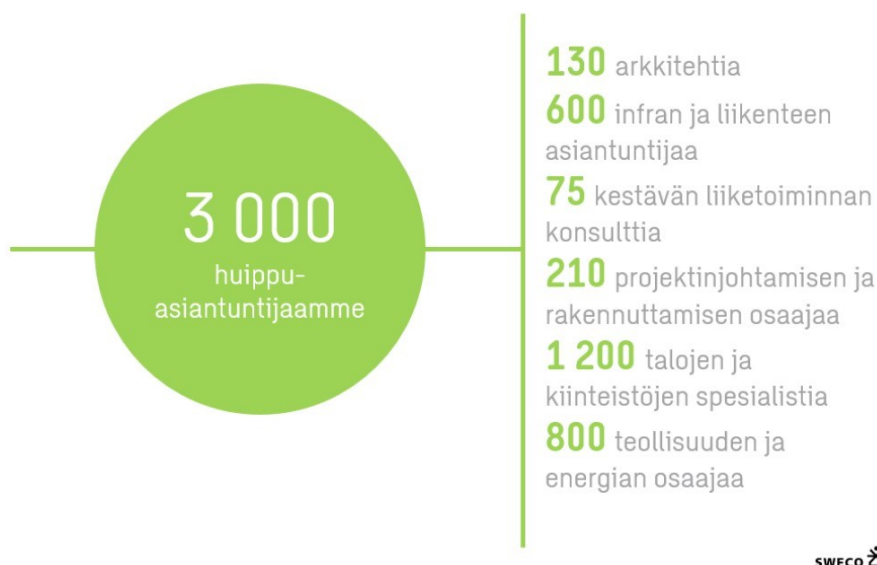 3 000
huippu-
asiantuntijaamme
130 arkkitehtia
600 infran ja liikenteen
asiantuntijaa
75 kestävän liiketoiminnan
konsulttia
210 projektinjohtamisen ja
rakennuttamisen osaajaa
1 200 talojen ja
kiinteistöjen spesialistia
800 teollisuuden ja
energian osaajaa
SWECO